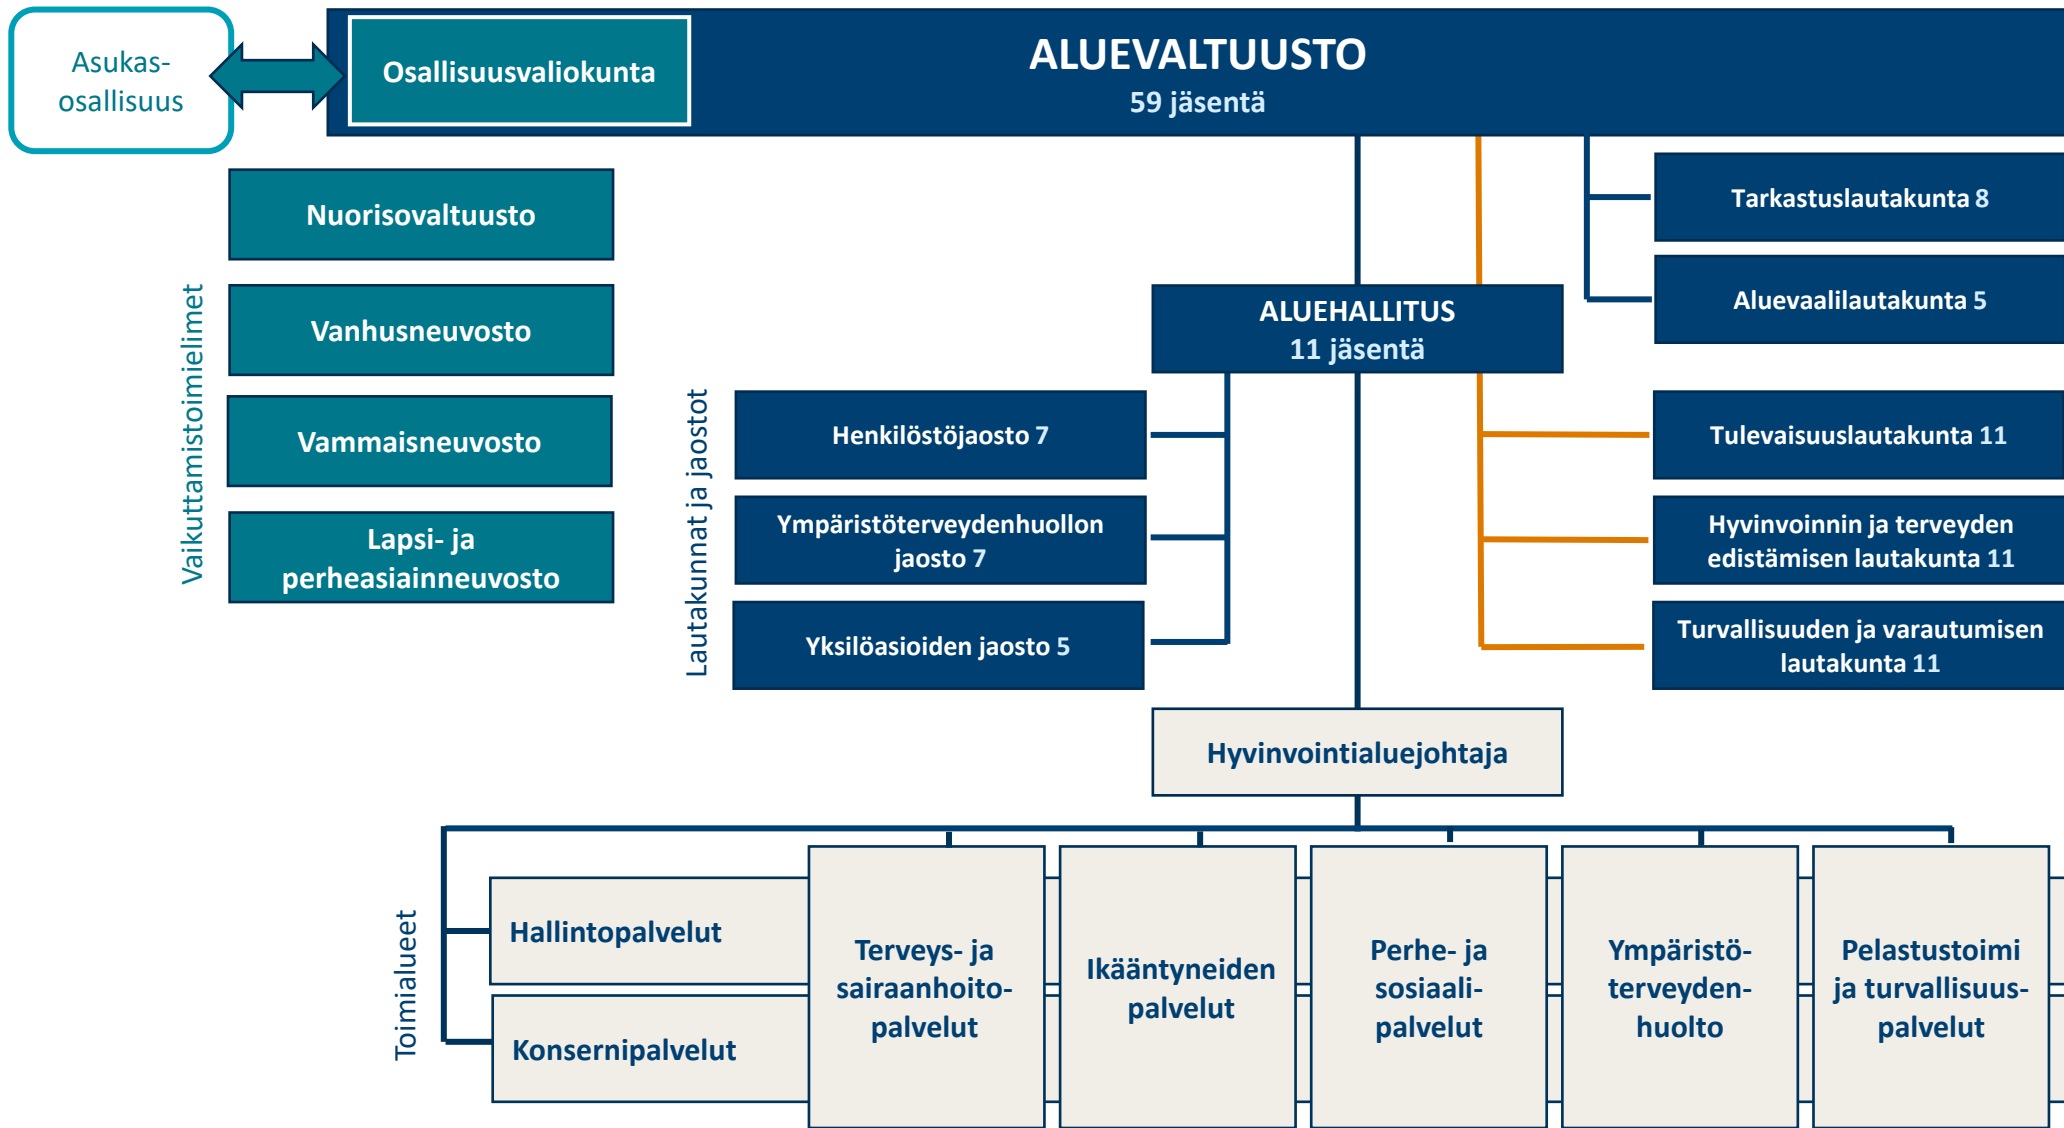 Asukas-
osallisuus
Osallisuusvaliokunta
ALUEVALTUUSTO
59 jäsentä
Vaikuttamistoimielimet
Nuorisovaltuusto
Vanhusneuvosto
Vammaisneuvosto
Lapsi- ja
perheasiainneuvosto
Tarkastuslautakunta 8
Aluevaalilautakunta 5
ALUEHALLITUS
11 jäsentä
Lautakunnat ja jaostot
Henkilöstöjaosto 7
Ympäristöterveydenhuollon
jaosto 7
Yksilöasioiden jaosto 5
Tulevaisuuslautakunta 11
Hyvinvoinnin ja terveyden
edistämisen lautakunta 11
Turvallisuuden ja varautumisen
lautakunta 11
Hyvinvointialuejohtaja
Toimialueet
Hallintopalvelut
Konsernipalvelut
Terveys- ja
sairaanhoito-
palvelut
Ikääntyneiden
palvelut
Perhe- ja
sosiaali-
palvelut
Ympäristö-
terveyden-
huolto
Pelastustoimi
ja turvallisuus-
palvelut